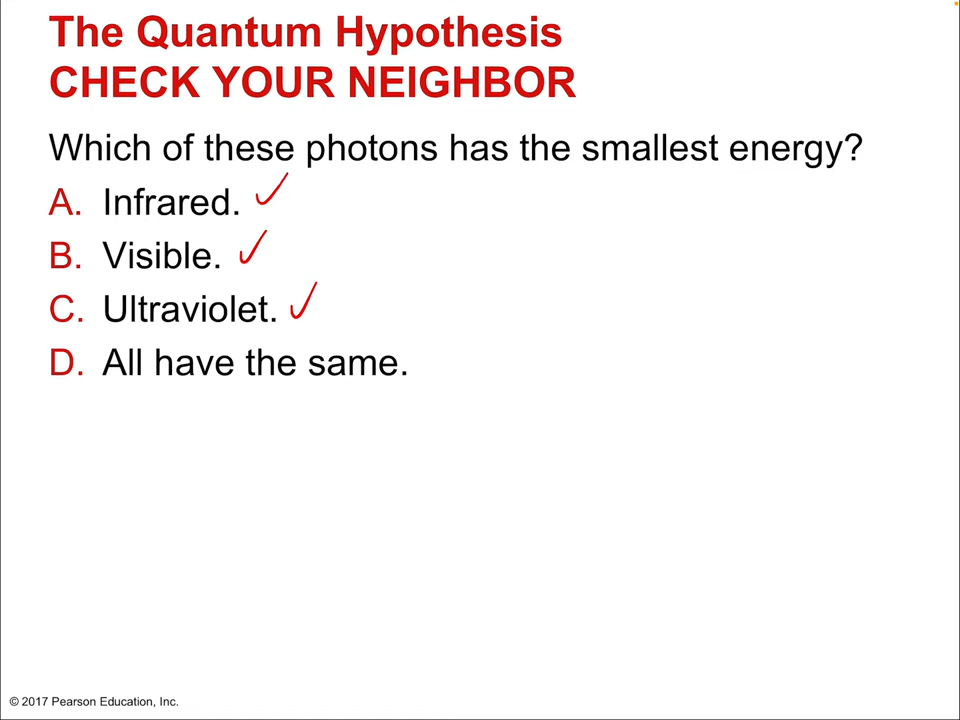 The Quantum Hypothesis
CHECK YOUR NEIGHBOR
Which of these photons has the smallest energy?
A. Infrared. ✓
B. Visible. ✓
C. Ultraviolet. ✓
D. All have the same.
© 2017 Pearson Education, Inc.